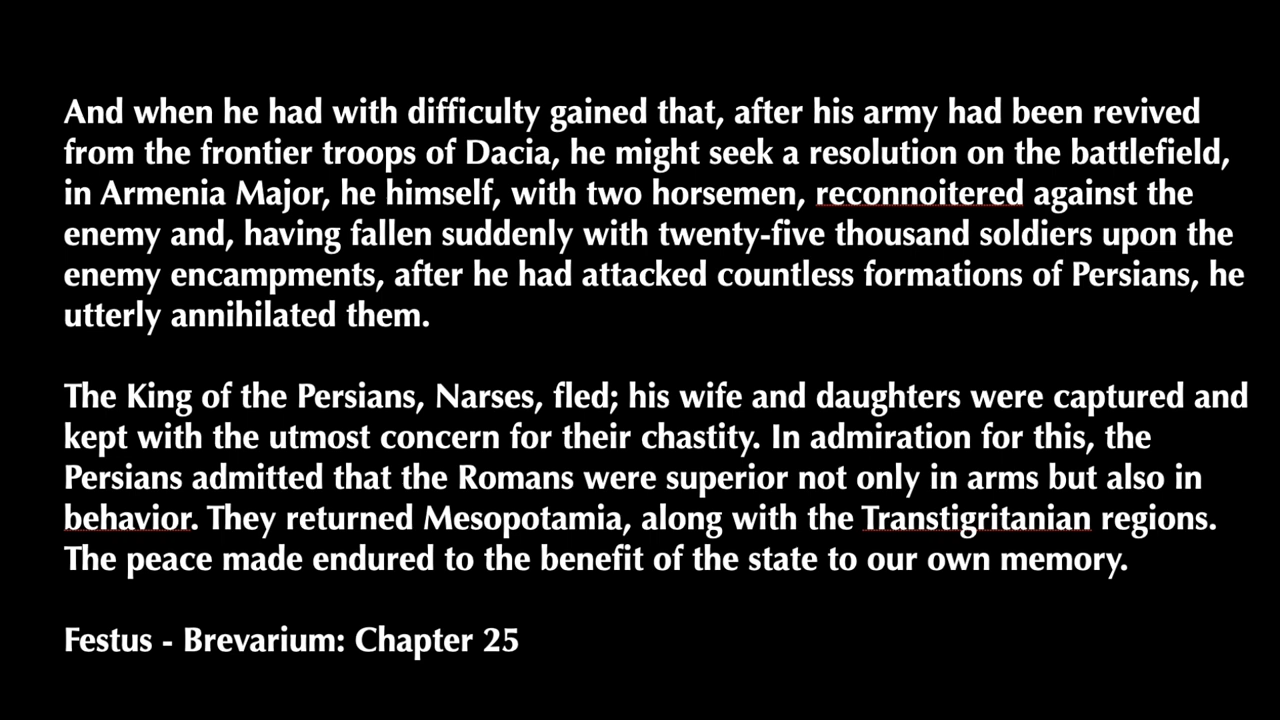 And when he had with difficulty gained that, after his army had been revived
from the frontier troops of Dacia, he might seek a resolution on the battlefield,
in Armenia Major, he himself, with two horsemen, reconnoitered against the
enemy and, having fallen suddenly with twenty-five thousand soldiers upon the
enemy encampments, after he had attacked countless formations of Persians, he
utterly annihilated them.
The King of the Persians, Narses, fled; his wife and daughters were captured and
kept with the utmost concern for their chastity. In admiration for this, the
Persians admitted that the Romans were superior not only in arms but also in
behavior. They returned Mesopotamia, along with the Transtigritanian regions.
The peace made endured to the benefit of the state to our own memory.
Festus - Brevarium: Chapter 25